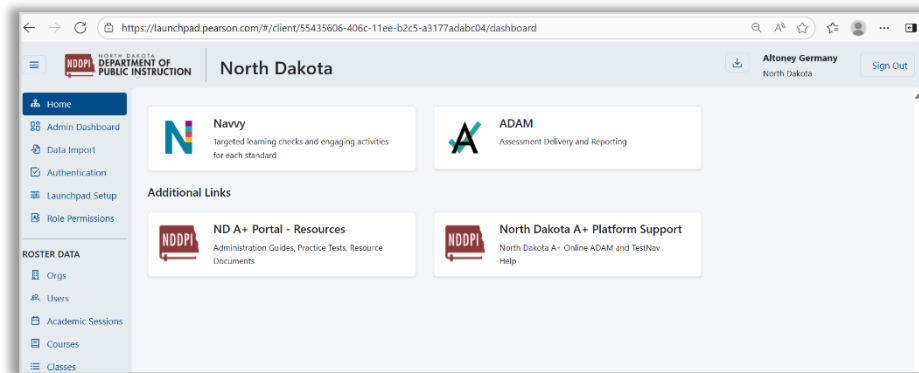 https://launchpad.pearson.com/#/client/55435606-406c-11ee-b2c5-a3177adabc04/dashboard
NDDPI
NORTH DAKOTA
DEPARTMENT OF
PUBLIC INSTRUCTION
North Dakota
Altoney Germany
North Dakota
Sign Out
Home
Admin Dashboard
Data Import
Authentication
Launchpad Setup
Role Permissions
ROSTER DATA
Orgs
Users
Academic Sessions
Courses
Classes
Navvy
Targeted learning checks and engaging activities
for each standard
ADAM
Assessment Delivery and Reporting
Additional Links
NDDPI
ND A+ Portal - Resources
Administration Guides, Practice Tests, Resource
Documents
NDDPI
North Dakota A+ Platform Support
North Dakota A+ Online ADAM and TestNav
Help